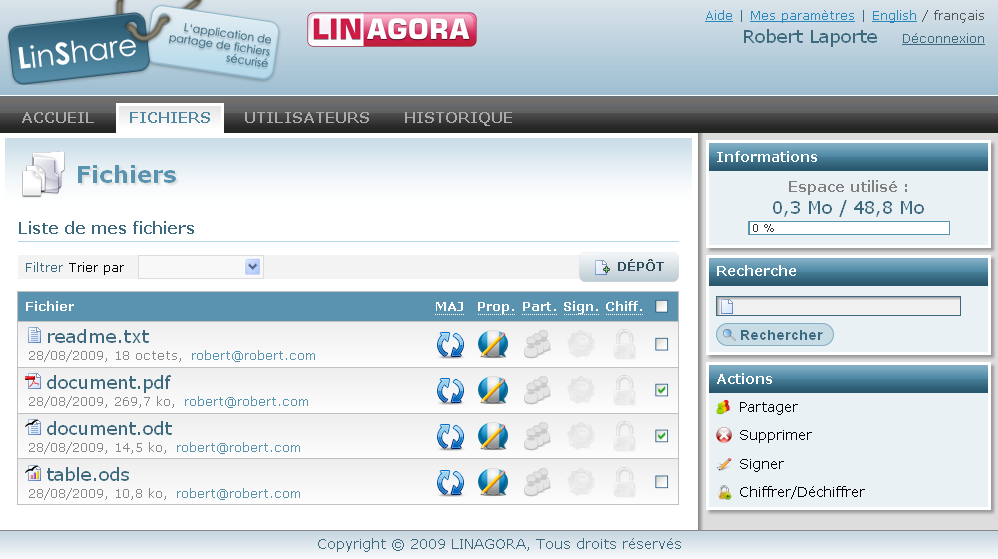 LinShare
L'application de
partage de fichiers
sécurisé
LINAGORA
Aide | Mes paramètres | English / français
Robert Laporte Déconnexion
ACCUEIL FICHIERS UTILISATEURS HISTORIQUE
Fichiers
Liste de mes fichiers
Filtrer Trier par
DÉPÔT
Fichier MAJ Prop. Part. Sign. Chiff.
readme.txt
28/08/2009, 18 octets, robert@robert.com
document.pdf
28/08/2009, 269,7 ko, robert@robert.com
document.odt
28/08/2009, 14,5 ko, robert@robert.com
table.ods
28/08/2009, 10,8 ko, robert@robert.com
Informations
Espace utilisé :
0,3 Mo / 48,8 Mo
0 %
Recherche
Rechercher
Actions
Partager
Supprimer
Signer
Chiffrer/Déchiffrer
Copyright © 2009 LINAGORA, Tous droits réservés